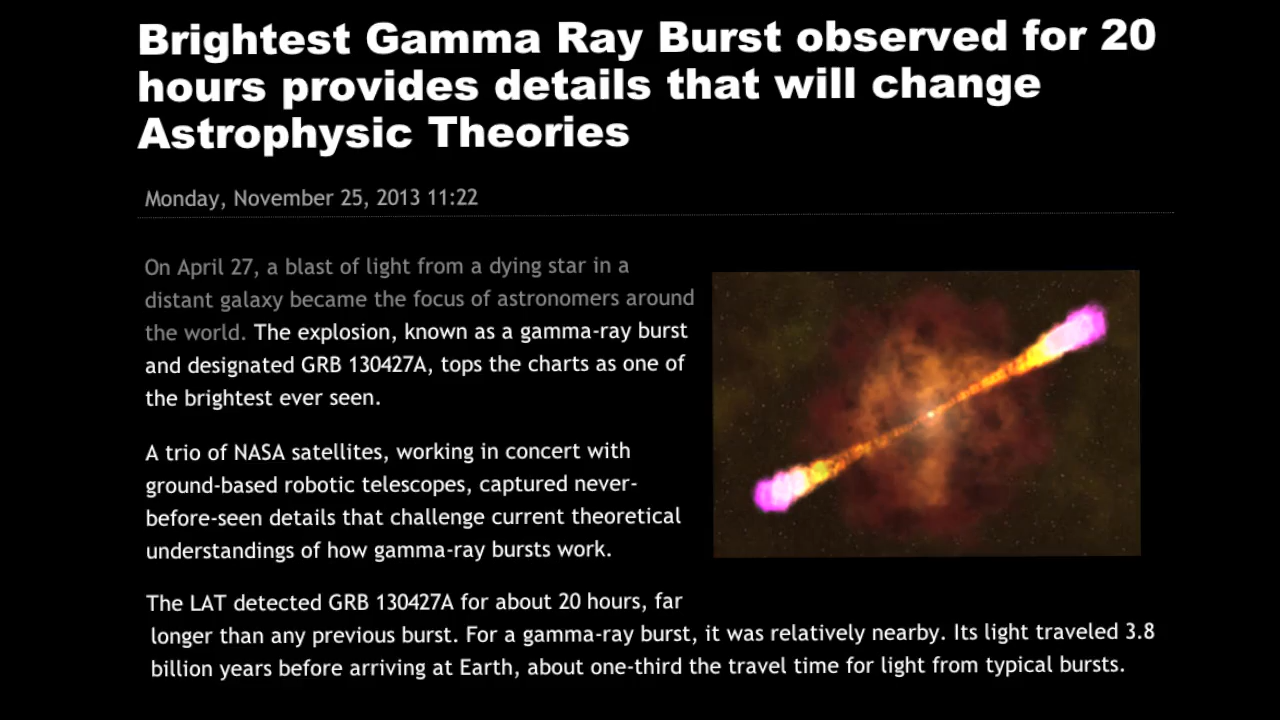 Brightest Gamma Ray Burst observed for 20
hours provides details that will change
Astrophysic Theories
Monday, November 25, 2013 11:22
On April 27, a blast of light from a dying star in a
distant galaxy became the focus of astronomers around
the world. The explosion, known as a gamma-ray burst
and designated GRB 130427A, tops the charts as one of
the brightest ever seen.
A trio of NASA satellites, working in concert with
ground-based robotic telescopes, captured never-
before-seen details that challenge current theoretical
understandings of how gamma-ray bursts work.
The LAT detected GRB 130427A for about 20 hours, far
longer than any previous burst. For a gamma-ray burst, it was relatively nearby. Its light traveled 3.8
billion years before arriving at Earth, about one-third the travel time for light from typical bursts.